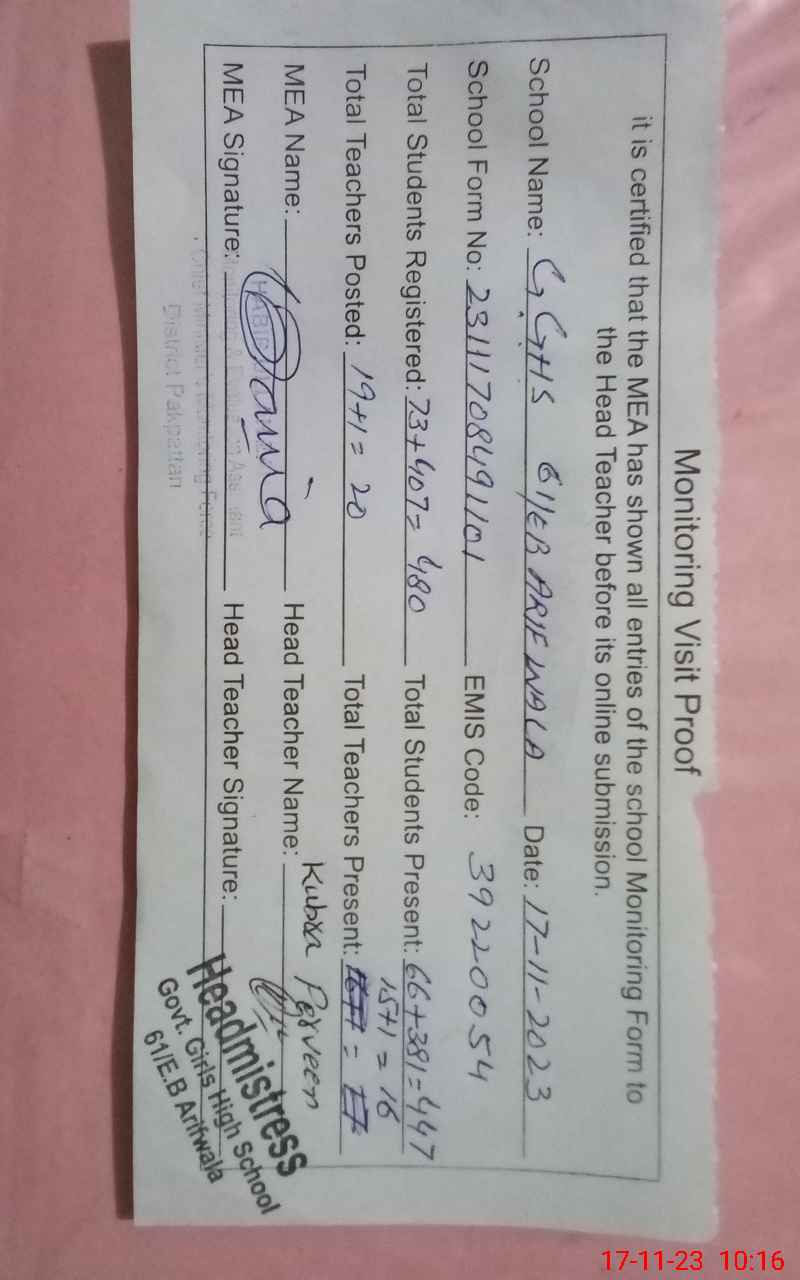 Monitoring Visit Proof
it is certified that the MEA has shown all entries of the school Monitoring Form to
the Head Teacher before its online submission.
School Name: GGHS 61/EB ARIFWALA Date: 17-11-2023
School Form No: 23111708491101 EMIS Code: 39220054
Total Students Registered: 73+407= 480 Total Students Present: 66+381=447
15+1 = 16
Total Teachers Posted: 19+1= 20 Total Teachers Present: =
MEA Name: Head Teacher Name: Kubra Perveen
MEA Signature: Head Teacher Signature:
District Pakpattan
Headmistress
Govt. Girls High School
61/E.B Arifwala
17-11-23 10:16